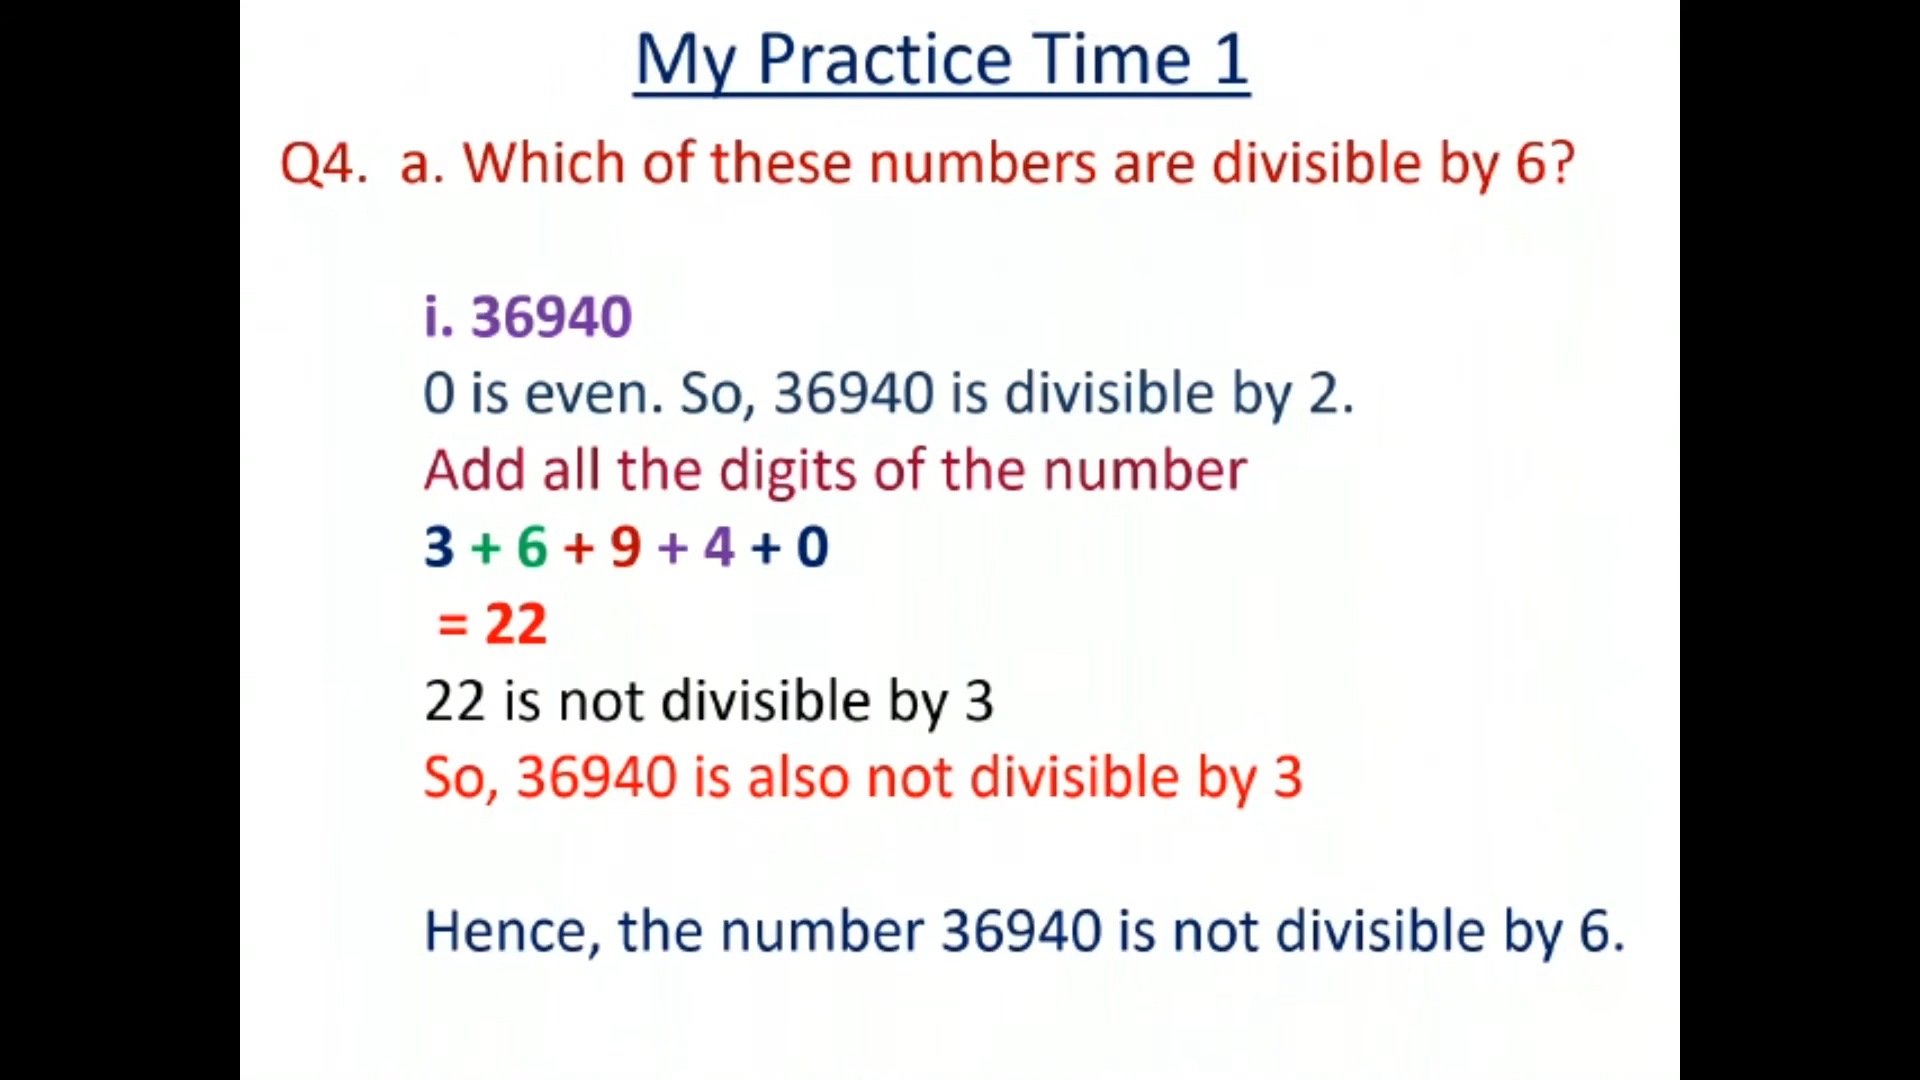 My Practice Time 1
Q4. a. Which of these numbers are divisible by 6?
i. 36940
0 is even. So, 36940 is divisible by 2.
Add all the digits of the number
3 + 6 + 9 + 4 + 0
= 22
22 is not divisible by 3
So, 36940 is also not divisible by 3
Hence, the number 36940 is not divisible by 6.